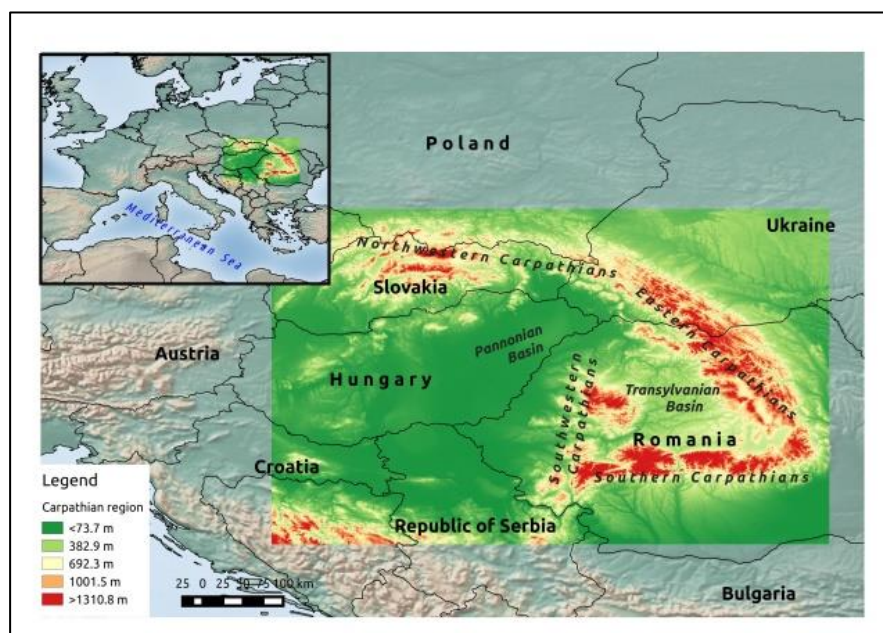 Poland
Ukraine
Mediterranean Sea
Northwestern Carpathians
Slovakia
Eastern Carpathians
Austria
Pannonian
Basin
Hungary
Southwestern
Carpathians
Transylvanian
Basin
Romania
Croatia
Southern Carpathians
Republic of Serbia
Bulgaria
Legend
Carpathian region
<73.7 m
382.9 m
692.3 m
1001.5 m
>1310.8 m
25 0 25 50 75 100 km